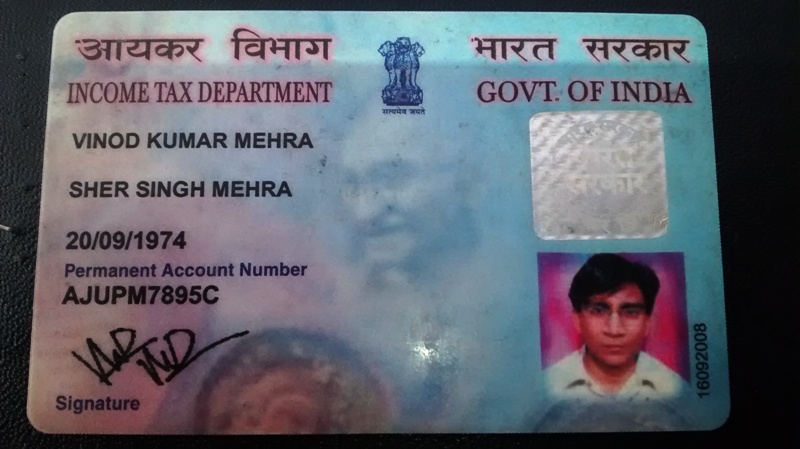 आयकर विभाग
भारत सरकार
INCOME TAX DEPARTMENT
GOVT. OF INDIA
सत्यमेव जयते
VINOD KUMAR MEHRA
SHER SINGH MEHRA
20/09/1974
Permanent Account Number
AJUPM7895C
Signature
भारत
सरकार
16092008